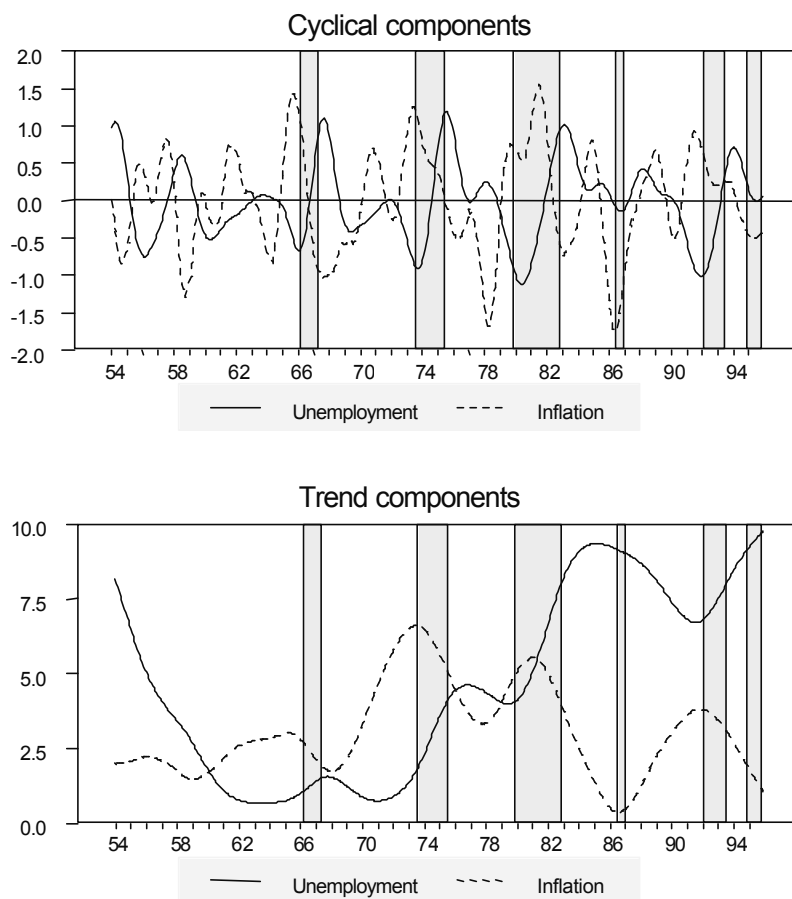 Cyclical components
2.0
1.5
1.0
0.5
0.0
-0.5
-1.0
-1.5
-2.0
54 58 62 66 70 74 78 82 86 90 94
Unemployment Inflation
Trend components
10.0
7.5
5.0
2.5
0.0
54 58 62 66 70 74 78 82 86 90 94
Unemployment Inflation